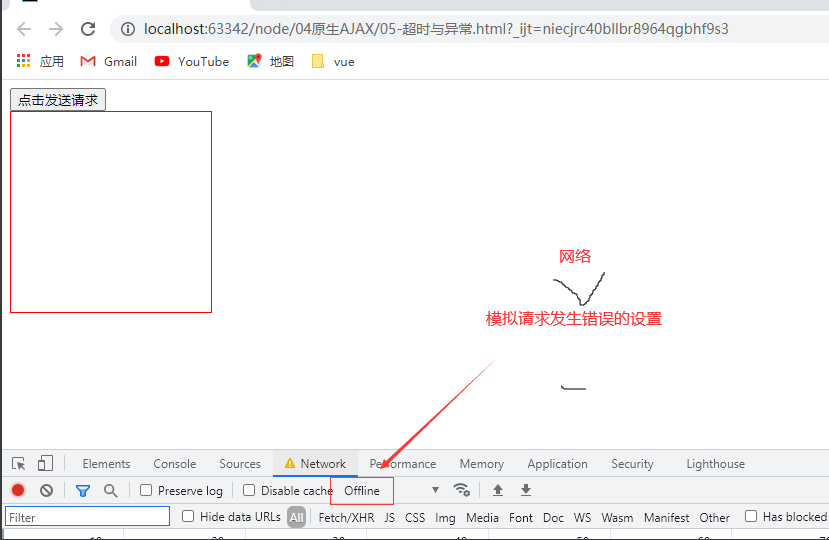 localhost:63342/node/04原生AJAX/05-超时与异常.html?_ijt=niecjrc40bllbr8964qgbhf9s3
应用 Gmail YouTube 地图 vue
点击发送请求
网络
模拟请求发生错误的设置
Elements Console Sources Network Performance Memory Application Security Lighthouse
Preserve log Disable cache Offline
Filter Hide data URLs All Fetch/XHR JS CSS Img Media Font Doc WS Wasm Manifest Other Has blocked